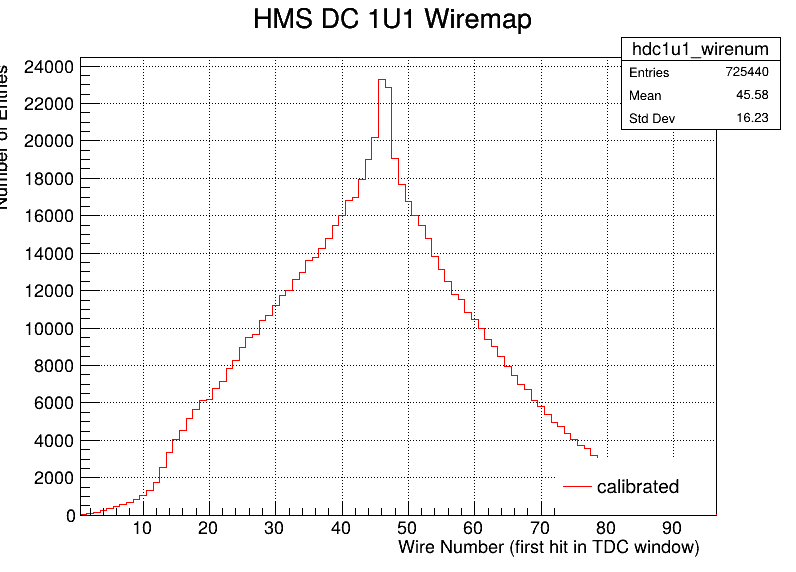 HMS DC 1U1 Wiremap
hdc1u1_wirenum
Entries 725440
Mean 45.58
Std Dev 16.23
Number of Entries
24000
22000
20000
18000
16000
14000
12000
10000
8000
6000
4000
2000
0
calibrated
10 20 30 40 50 60 70 80 90
Wire Number (first hit in TDC window)